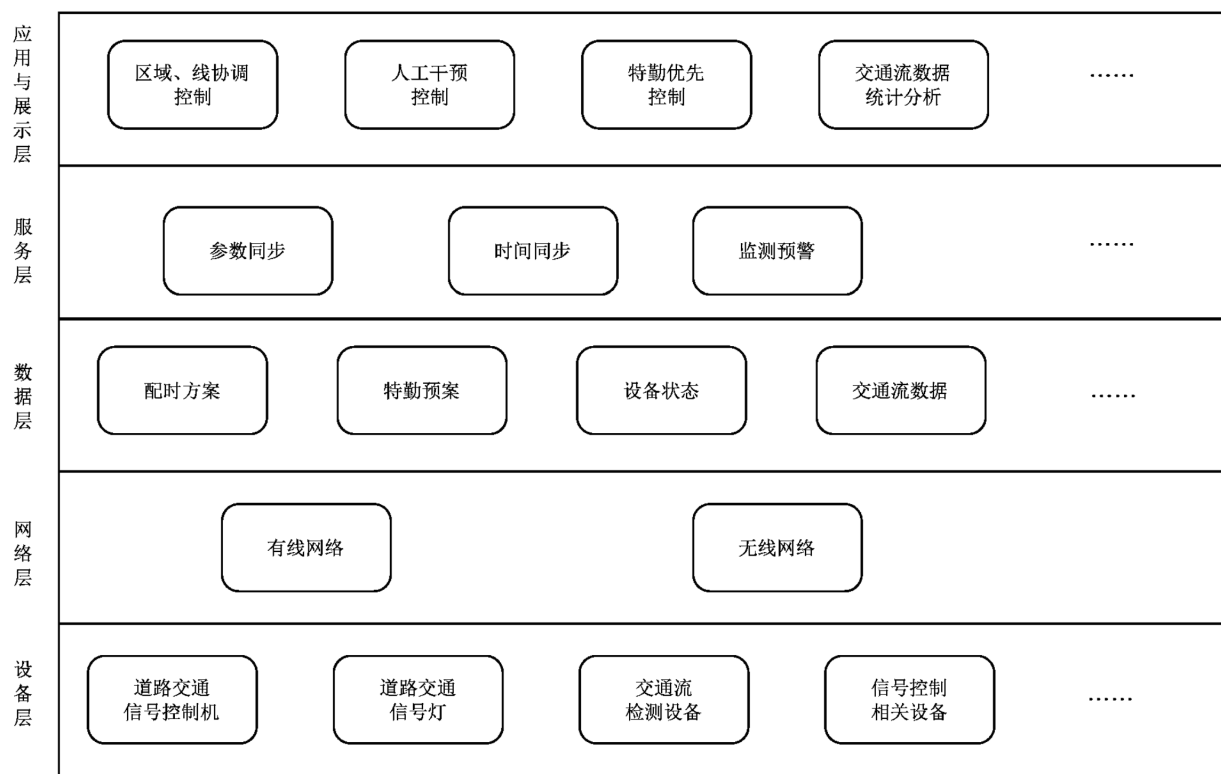 应用与展示层
区域、线协调
控制
人工干预
控制
特勤优先
控制
交通流数据
统计分析
……
服务层
参数同步
时间同步
监测预警
……
数据层
配时方案
特勤预案
设备状态
交通流数据
……
网络层
有线网络
无线网络
设备层
道路交通
信号控制机
道路交通
信号灯
交通流
检测设备
信号控制
相关设备
……